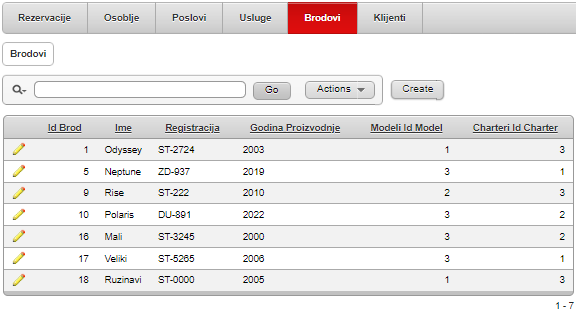 Rezervacije Osoblje Poslovi Usluge Brodovi Klijenti
Brodovi
Go Actions Create
Id Brod Ime Registracija Godina Proizvodnje Modeli Id Model Charteri Id Charter
1 Odyssey ST-2724 2003 1 3
5 Neptune ZD-937 2019 3 1
9 Rise ST-222 2010 2 3
10 Polaris DU-891 2022 3 2
16 Mali ST-3245 2000 3 2
17 Veliki ST-5265 2006 3 1
18 Ruzinavi ST-0000 2005 1 3
1 - 7